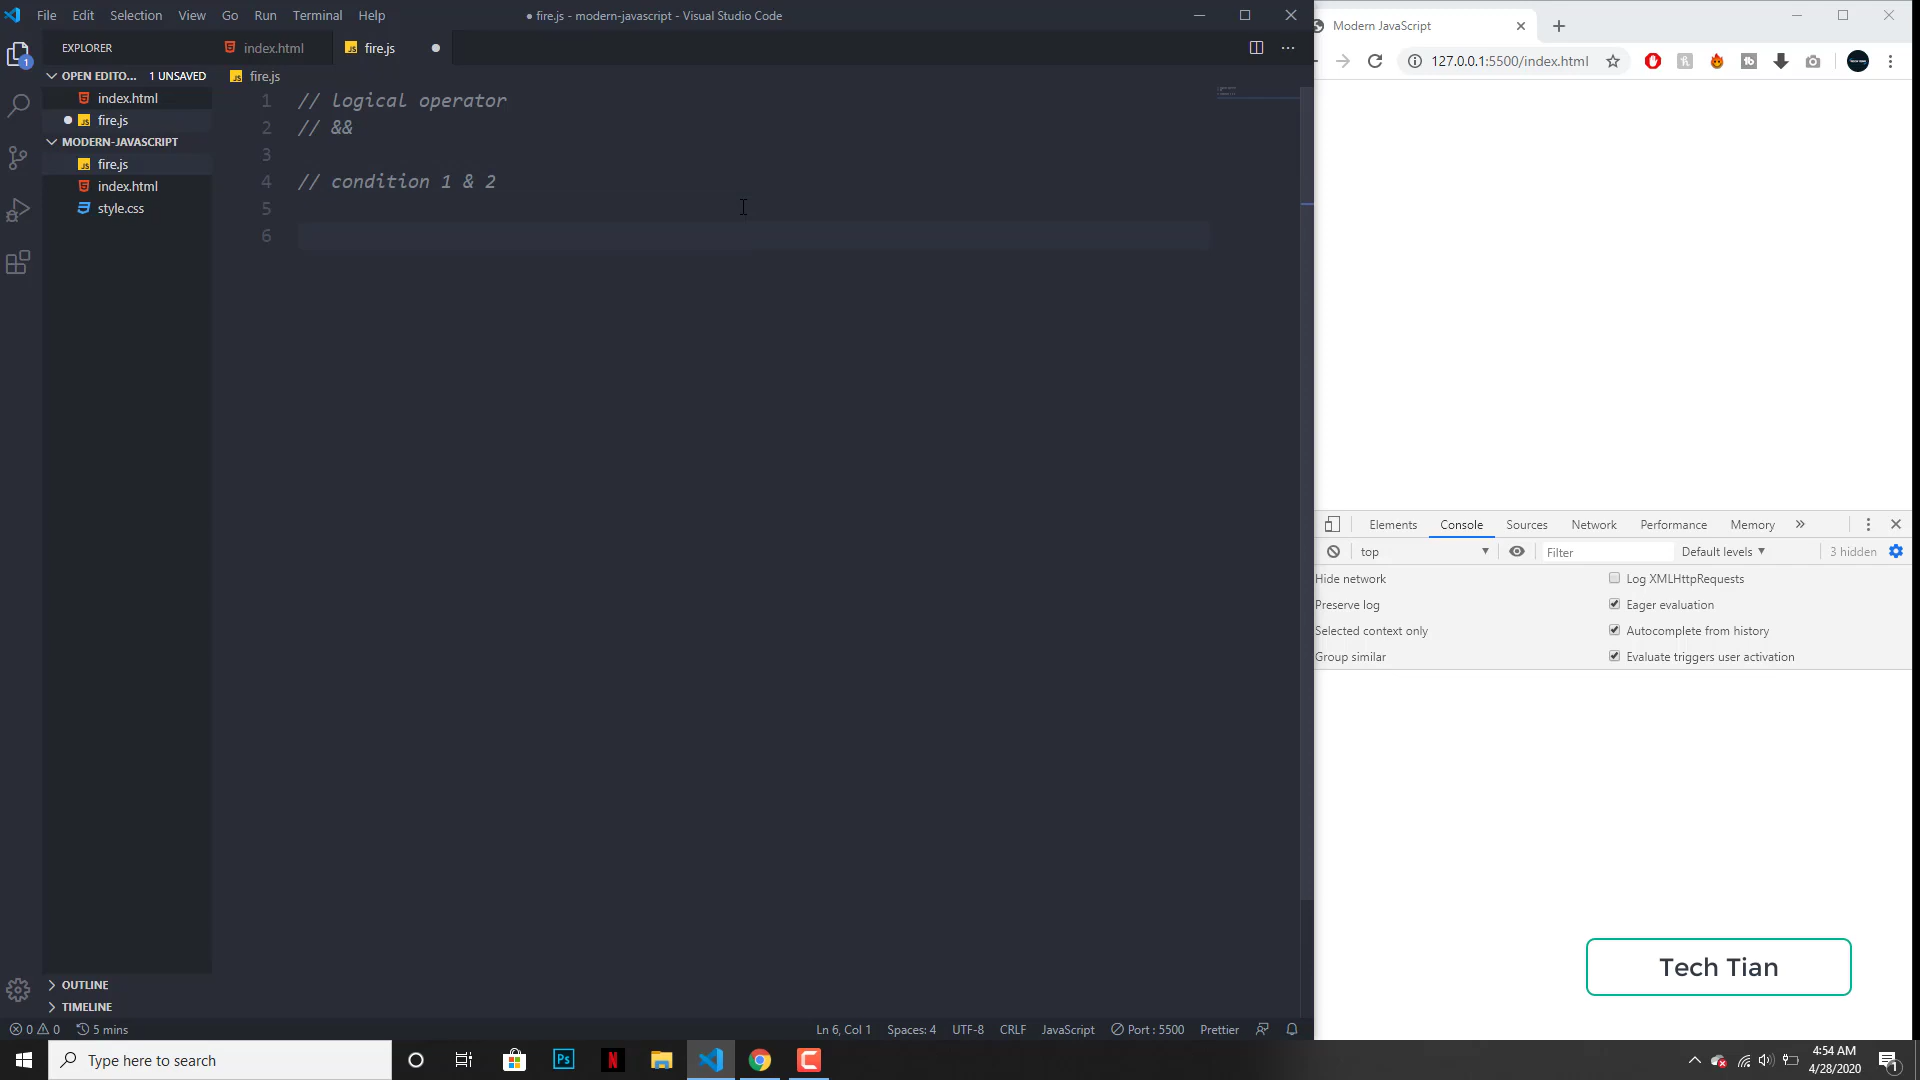 File Edit Selection View Go Run Terminal Help
● fire.js - modern-javascript - Visual Studio Code
EXPLORER
index.html
fire.js
OPEN EDITO... 1 UNSAVED
index.html
fire.js
MODERN-JAVASCRIPT
fire.js
index.html
style.css
OUTLINE
TIMELINE
fire.js
1 // logical operator
2 // &&
3
4 // condition 1 & 2
5
6
0 0 5 mins
Ln 6, Col 1 Spaces: 4 UTF-8 CRLF JavaScript Port : 5500 Prettier
Modern JavaScript
127.0.0.1:5500/index.html
Elements Console Sources Network Performance Memory
top Filter Default levels 3 hidden
Hide network Log XMLHttpRequests
Preserve log Eager evaluation
Selected context only Autocomplete from history
Group similar Evaluate triggers user activation
Tech Tian
Type here to search
4:54 AM
4/28/2020